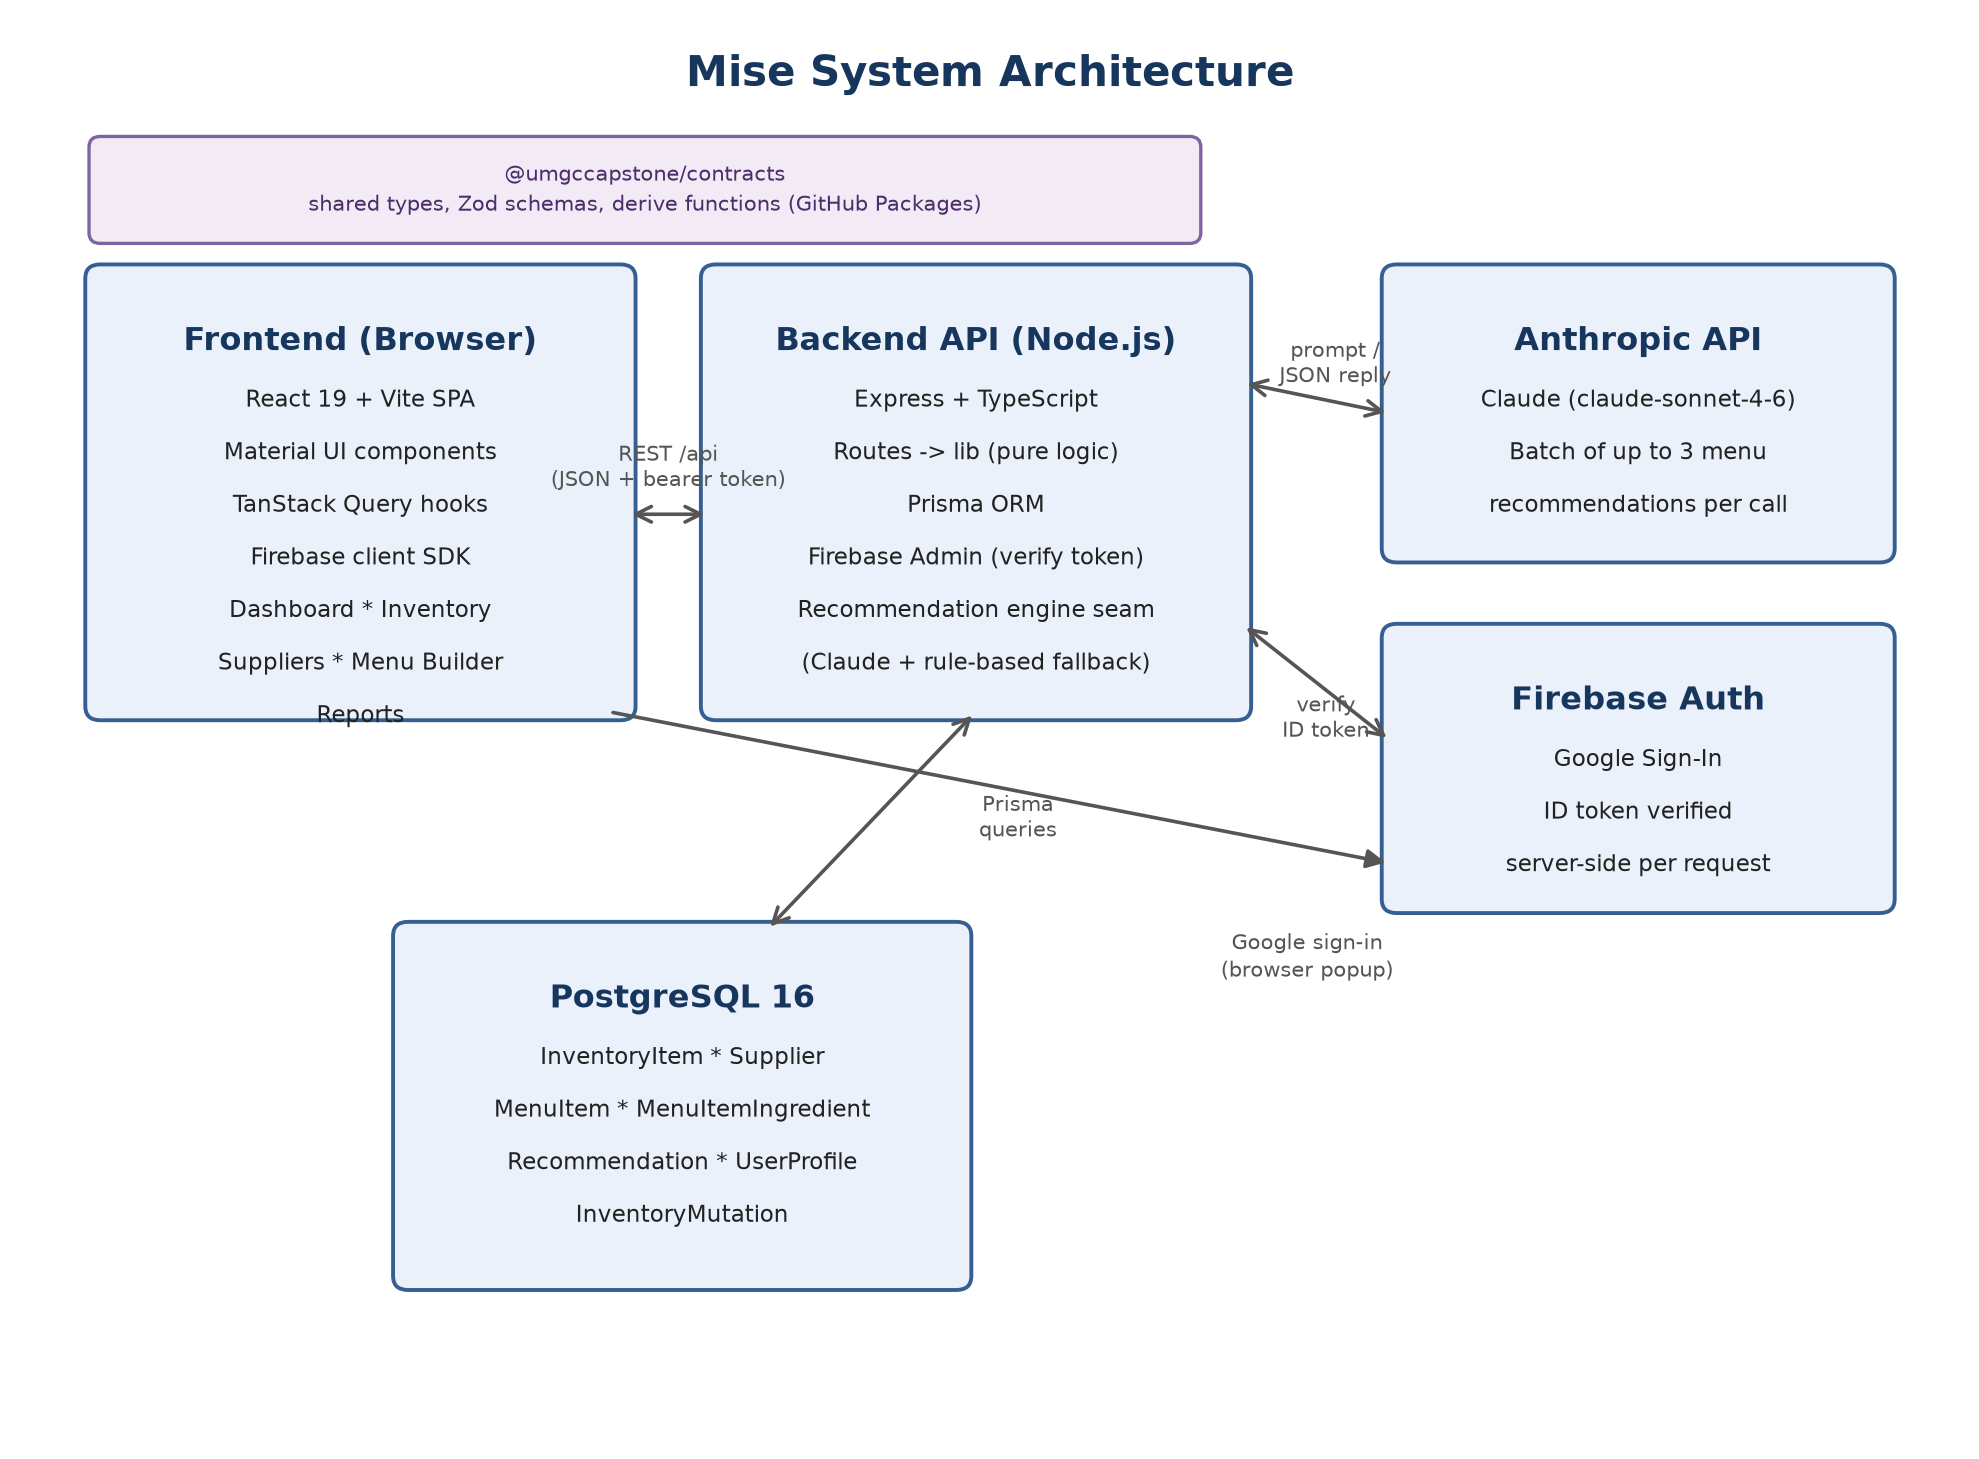 Mise System Architecture
@umgccapstone/contracts
shared types, Zod schemas, derive functions (GitHub Packages)
Frontend (Browser)
React 19 + Vite SPA
Material UI components
TanStack Query hooks
Firebase client SDK
Dashboard * Inventory
Suppliers * Menu Builder
Reports
REST /api
(JSON + bearer token)
Backend API (Node.js)
Express + TypeScript
Routes -> lib (pure logic)
Prisma ORM
Firebase Admin (verify token)
Recommendation engine seam
(Claude + rule-based fallback)
prompt /
JSON reply
Anthropic API
Claude (claude-sonnet-4-6)
Batch of up to 3 menu
recommendations per call
verify
ID token
Firebase Auth
Google Sign-In
ID token verified
server-side per request
Prisma
queries
Google sign-in
(browser popup)
PostgreSQL 16
InventoryItem * Supplier
MenuItem * MenuItemIngredient
Recommendation * UserProfile
InventoryMutation